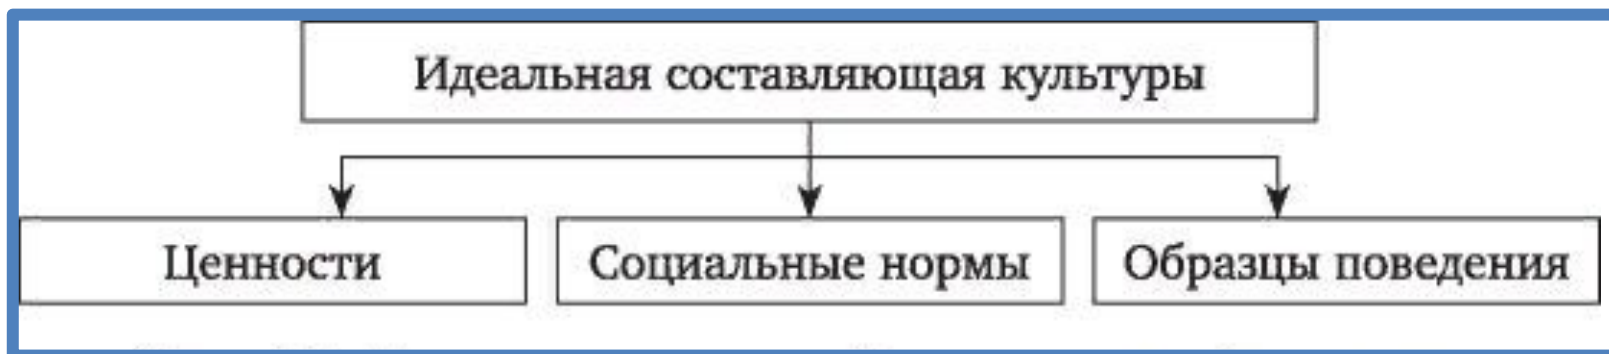 Идеальная составляющая культуры
Ценности
Социальные нормы
Образцы поведения